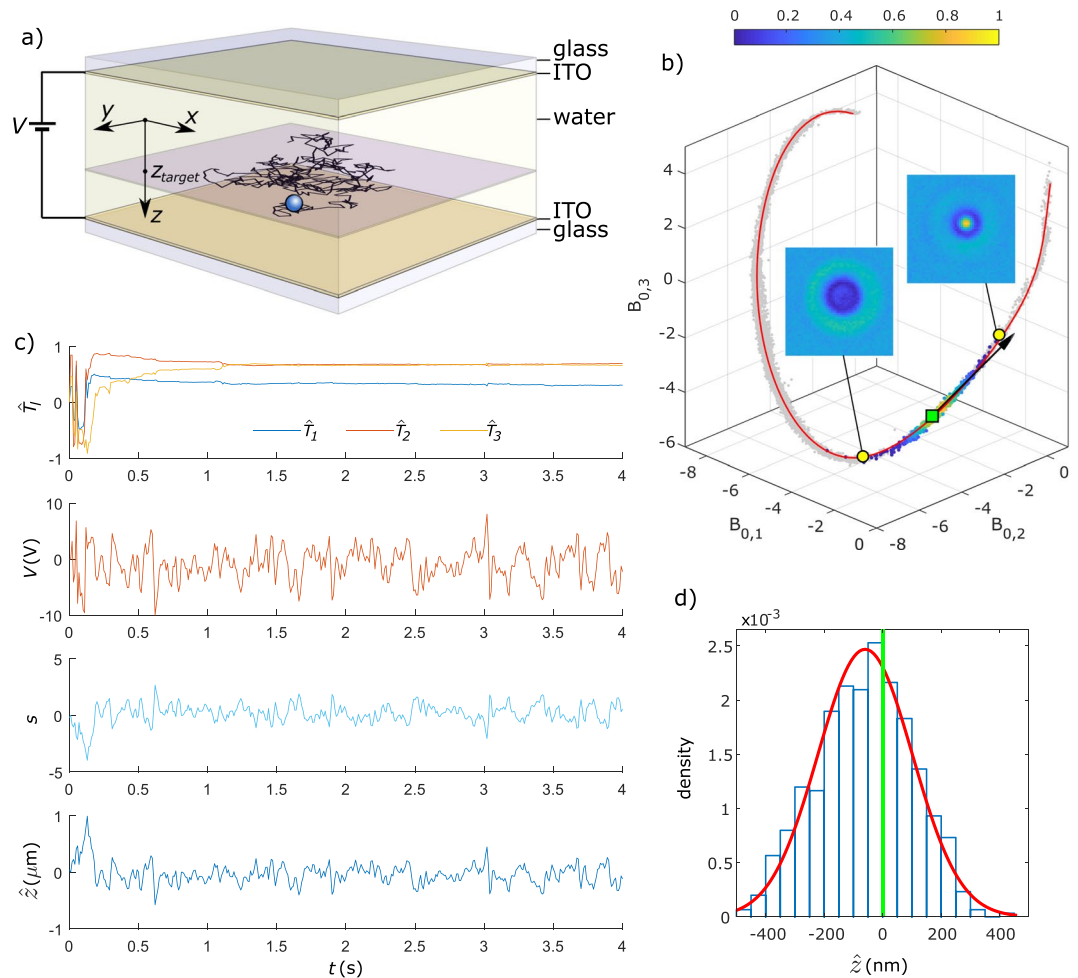 a)
glass
ITO
water
ITO
glass
V
y
x
z_target
z
0 0.2 0.4 0.6 0.8 1
b)
4
2
0
-2
-4
-6
B_0,3
-8 -6 -4 -2 0
B_0,1
-8 -6 -4 -2 0
B_0,2
c)
1
0
-1
T̂_l
T̂_1 T̂_2 T̂_3
0 0.5 1 1.5 2 2.5 3 3.5 4
10
0
-10
V(V)
0 0.5 1 1.5 2 2.5 3 3.5 4
5
0
-5
s
0 0.5 1 1.5 2 2.5 3 3.5 4
1
0
-1
ẑ(μm)
0 0.5 1 1.5 2 2.5 3 3.5 4
t(s)
d)
x10^-3
2.5
2
1.5
1
0.5
0
density
-400 -200 0 200 400
ẑ (nm)